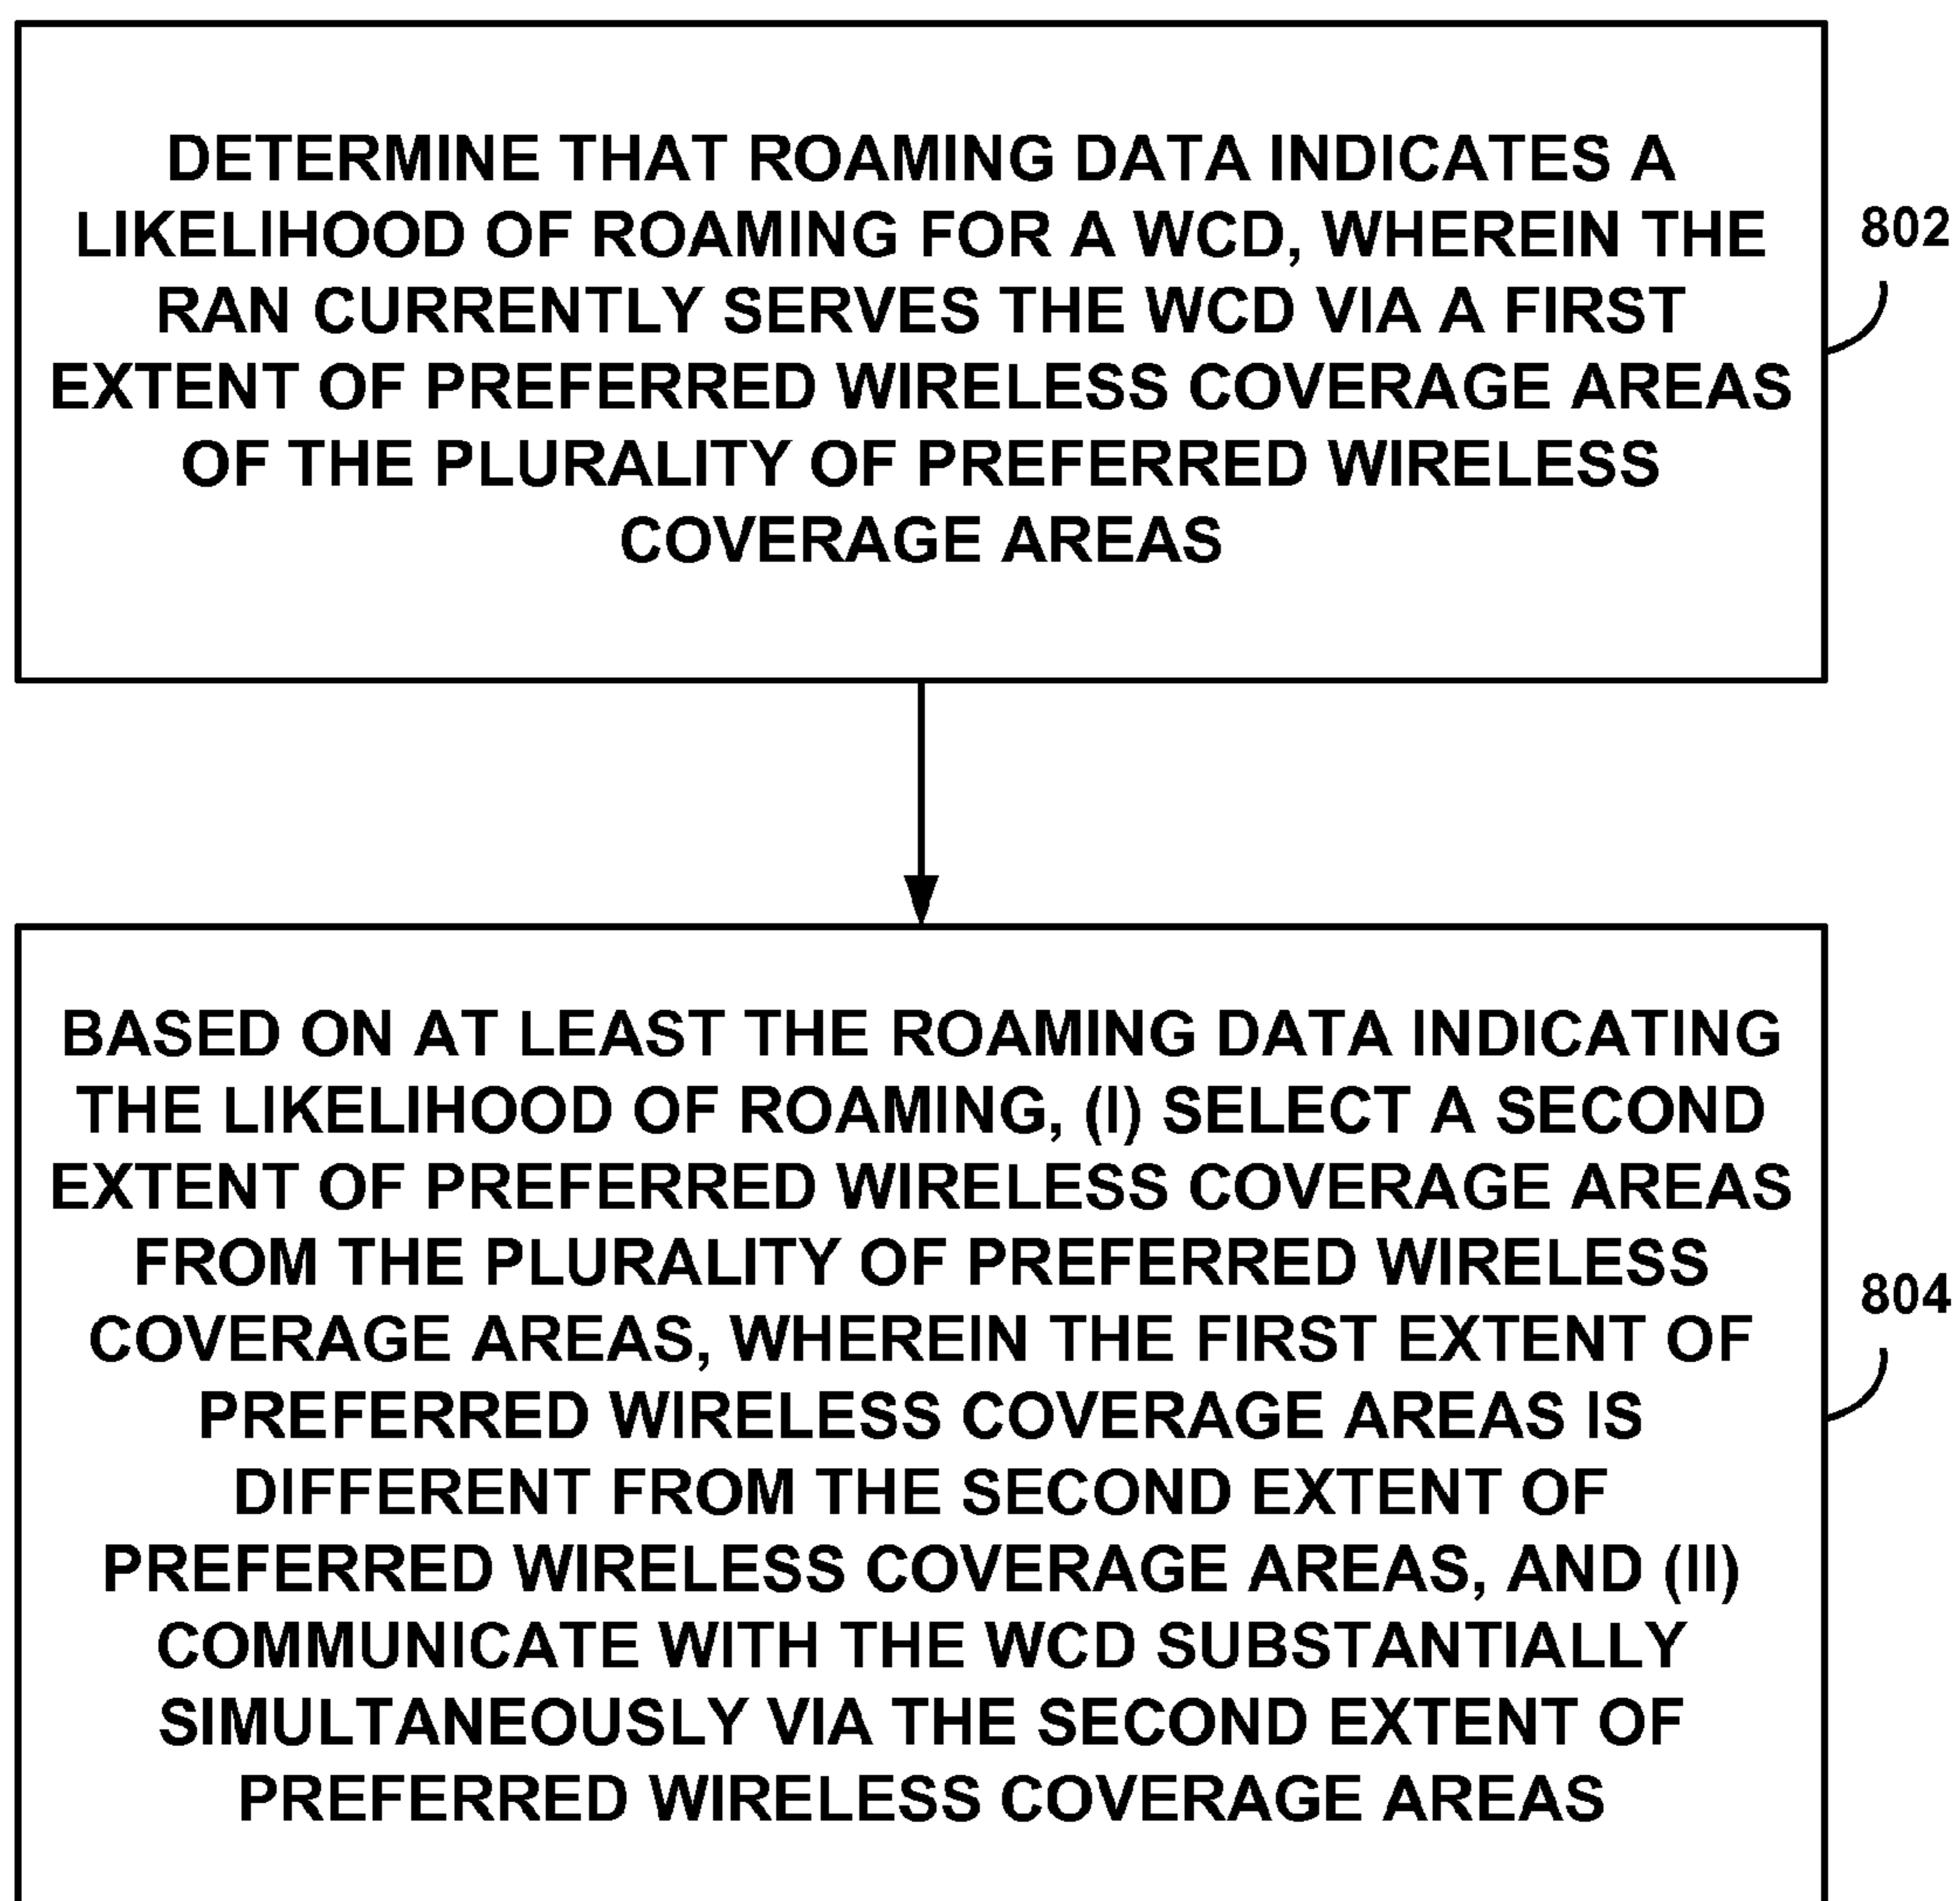 DETERMINE THAT ROAMING DATA INDICATES A
LIKELIHOOD OF ROAMING FOR A WCD, WHEREIN THE
RAN CURRENTLY SERVES THE WCD VIA A FIRST
EXTENT OF PREFERRED WIRELESS COVERAGE AREAS
OF THE PLURALITY OF PREFERRED WIRELESS
COVERAGE AREAS
802
BASED ON AT LEAST THE ROAMING DATA INDICATING
THE LIKELIHOOD OF ROAMING, (I) SELECT A SECOND
EXTENT OF PREFERRED WIRELESS COVERAGE AREAS
FROM THE PLURALITY OF PREFERRED WIRELESS
COVERAGE AREAS, WHEREIN THE FIRST EXTENT OF
PREFERRED WIRELESS COVERAGE AREAS IS
DIFFERENT FROM THE SECOND EXTENT OF
PREFERRED WIRELESS COVERAGE AREAS, AND (II)
COMMUNICATE WITH THE WCD SUBSTANTIALLY
SIMULTANEOUSLY VIA THE SECOND EXTENT OF
PREFERRED WIRELESS COVERAGE AREAS
804